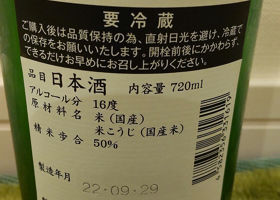 要冷蔵
ご購入後は品質保持の為、直射日光を避け、冷蔵で
の保存をお願いいたします。開栓前後にかかわらず、
できるだけお早めにお召し上がりください。
品目 日本酒 内容量 720ml
アルコール分 16度
原材料名 米(国産)
米こうじ(国産米)
精米歩合 50%
製造年月
22.09.29